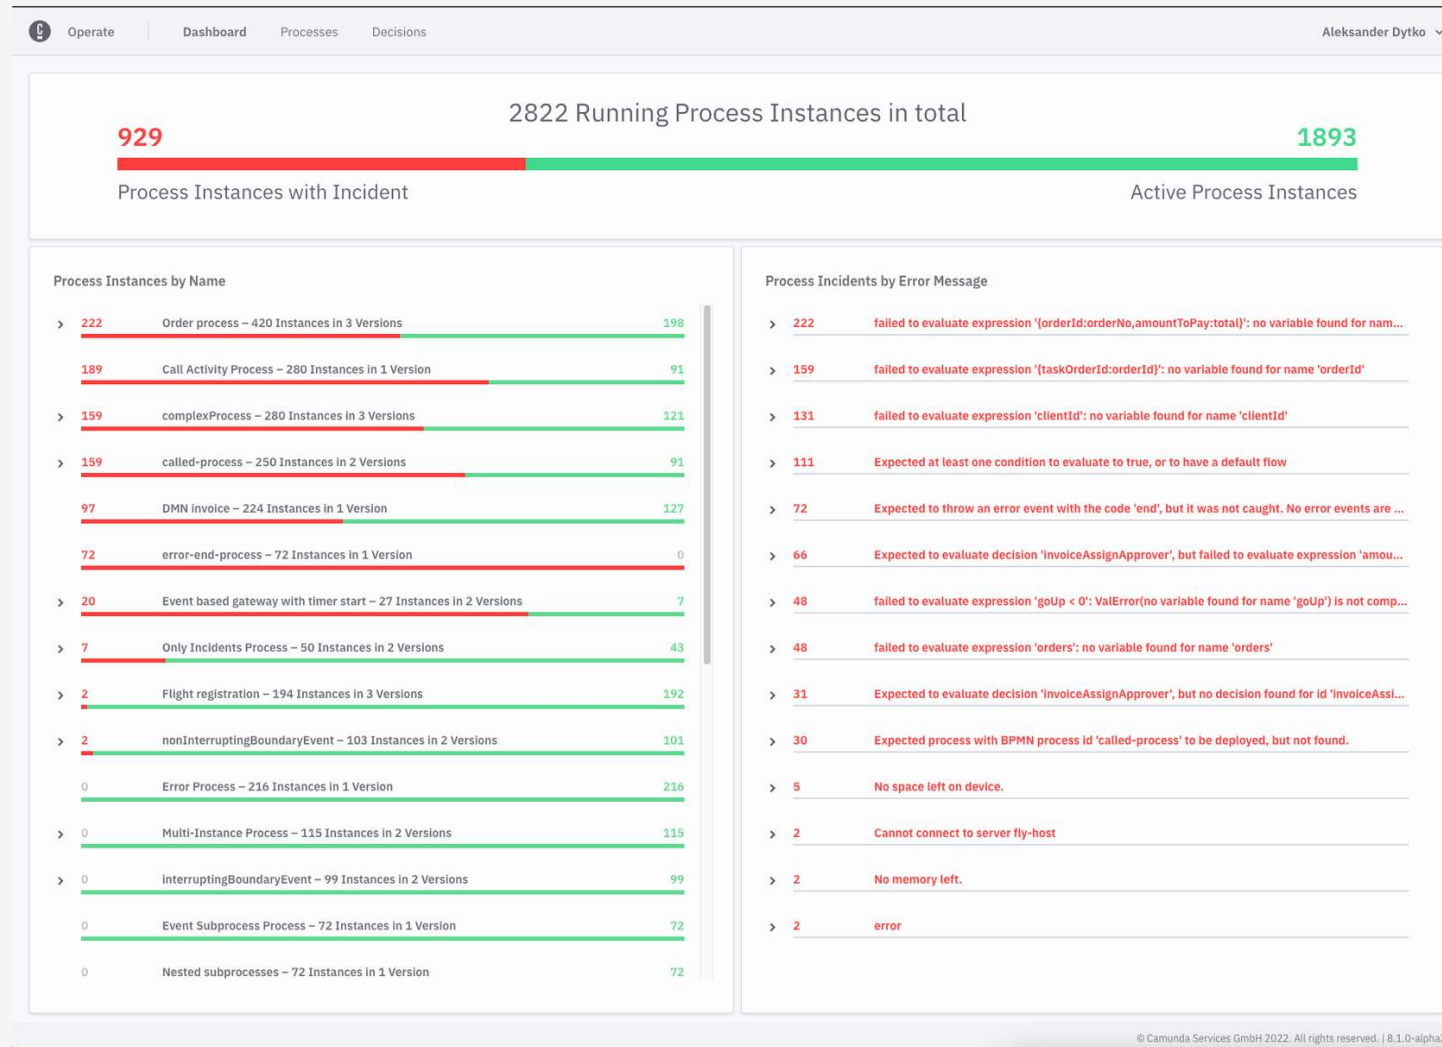 Operate Dashboard Processes Decisions Aleksander Dytko
2822 Running Process Instances in total
929 1893
Process Instances with Incident Active Process Instances
Process Instances by Name
222 Order process – 420 Instances in 3 Versions 198
189 Call Activity Process – 280 Instances in 1 Version 91
159 complexProcess – 280 Instances in 3 Versions 121
159 called-process – 250 Instances in 2 Versions 91
97 DMN invoice – 224 Instances in 1 Version 127
72 error-end-process – 72 Instances in 1 Version 0
20 Event based gateway with timer start – 27 Instances in 2 Versions 7
7 Only Incidents Process – 50 Instances in 2 Versions 43
2 Flight registration – 194 Instances in 3 Versions 192
2 nonInterruptingBoundaryEvent – 103 Instances in 2 Versions 101
0 Error Process – 216 Instances in 1 Version 216
0 Multi-Instance Process – 115 Instances in 2 Versions 115
0 interruptingBoundaryEvent – 99 Instances in 2 Versions 99
0 Event Subprocess Process – 72 Instances in 1 Version 72
0 Nested subprocesses – 72 Instances in 1 Version 72
Process Incidents by Error Message
222 failed to evaluate expression '{orderId:orderNo,amountToPay:total}': no variable found for nam...
159 failed to evaluate expression '{taskOrderId:orderId}': no variable found for name 'orderId'
131 failed to evaluate expression 'clientId': no variable found for name 'clientId'
111 Expected at least one condition to evaluate to true, or to have a default flow
72 Expected to throw an error event with the code 'end', but it was not caught. No error events are ...
66 Expected to evaluate decision 'invoiceAssignApprover', but failed to evaluate expression 'amou...
48 failed to evaluate expression 'goUp < 0': ValError(no variable found for name 'goUp') is not comp...
48 failed to evaluate expression 'orders': no variable found for name 'orders'
31 Expected to evaluate decision 'invoiceAssignApprover', but no decision found for id 'invoiceAssi...
30 Expected process with BPMN process id 'called-process' to be deployed, but not found.
5 No space left on device.
2 Cannot connect to server fly-host
2 No memory left.
2 error
© Camunda Services GmbH 2022. All rights reserved. | 8.1.0-alpha2